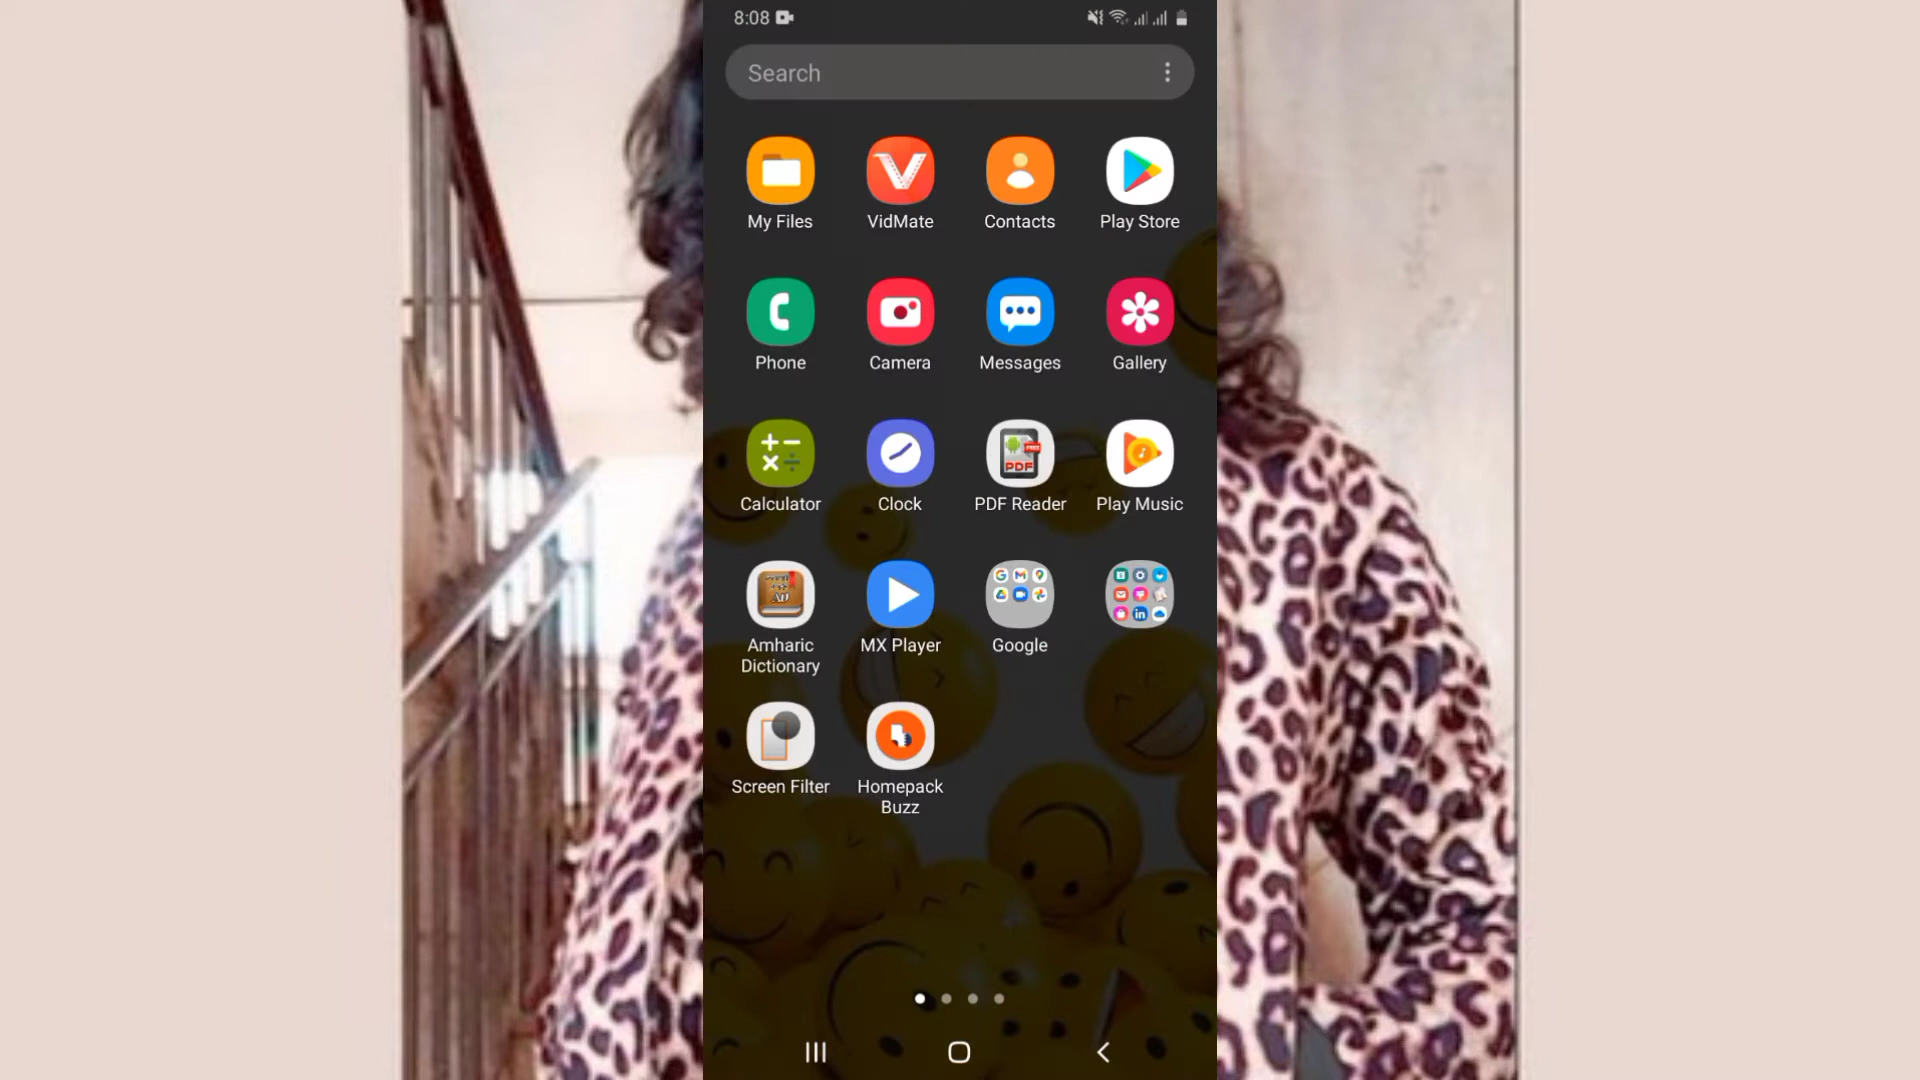 8:08
Search
My Files
VidMate
Contacts
Play Store
Phone
Camera
Messages
Gallery
Calculator
Clock
PDF Reader
Play Music
Amharic
Dictionary
MX Player
Google
Screen Filter
Homepack
Buzz